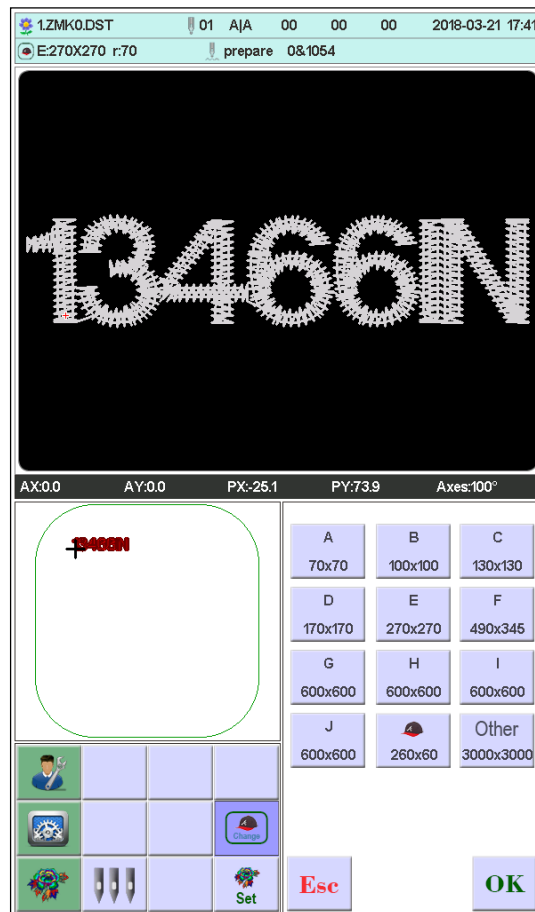 1.ZMK0.DST 01 A|A 00 00 00 2018-03-21 17:41
E:270X270 r:70 prepare 0&1054
13466IN
AX:0.0 AY:0.0 PX:-25.1 PY:73.9 Axes:100°
13466IN
A B C
70x70 100x100 130x130
D E F
170x170 270x270 490x345
G H I
600x600 600x600 600x600
J Other
600x600 260x60 3000x3000
Change
Set
Esc OK